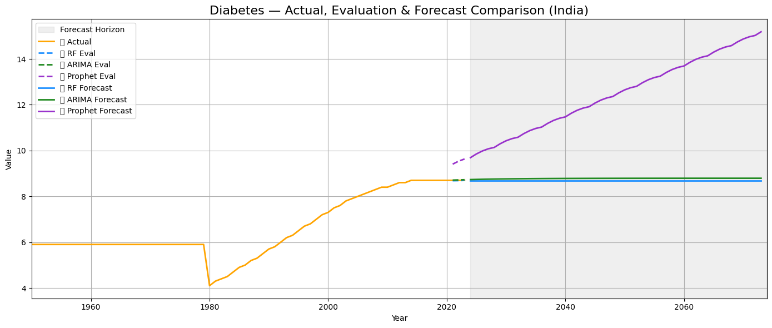 Diabetes — Actual, Evaluation & Forecast Comparison (India)
Forecast Horizon
Actual
RF Eval
ARIMA Eval
Prophet Eval
RF Forecast
ARIMA Forecast
Prophet Forecast
14
12
10
8
6
4
Value
1960
1980
2000
2020
2040
2060
Year